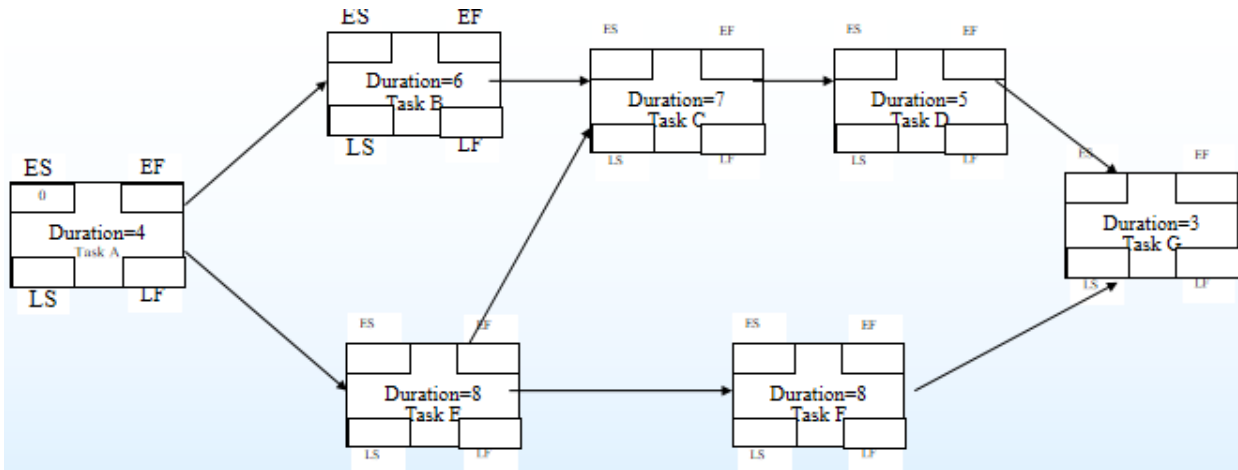 ES EF
Duration=6
Task B
LS LF
ES EF
Duration=7
Task C
LS LF
ES EF
Duration=5
Task D
LS LF
ES EF
0
Duration=4
Task A
LS LF
ES EF
Duration=3
Task G
LS LF
ES EF
Duration=8
Task E
LS LF
ES EF
Duration=8
Task F
LS LF